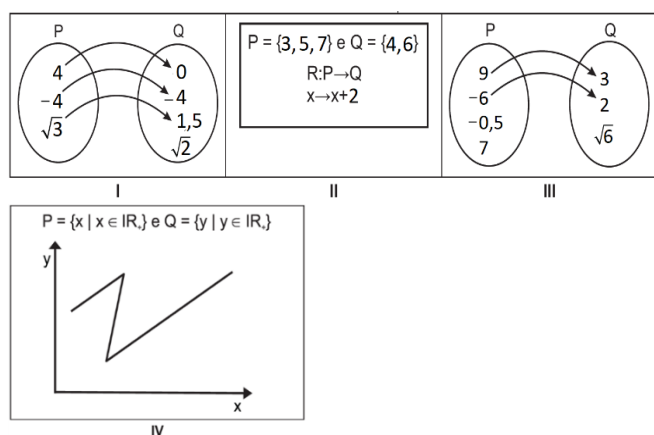 P Q
4 0
−4 −4
√3 1,5
√2
I
P = {3,5,7} e Q = {4,6}
R:P→Q
x→x+2
II
P Q
9 3
−6 2
−0,5 √6
7
III
P = {x | x ∈ IR₊} e Q = {y | y ∈ IR₊}
y
x
IV